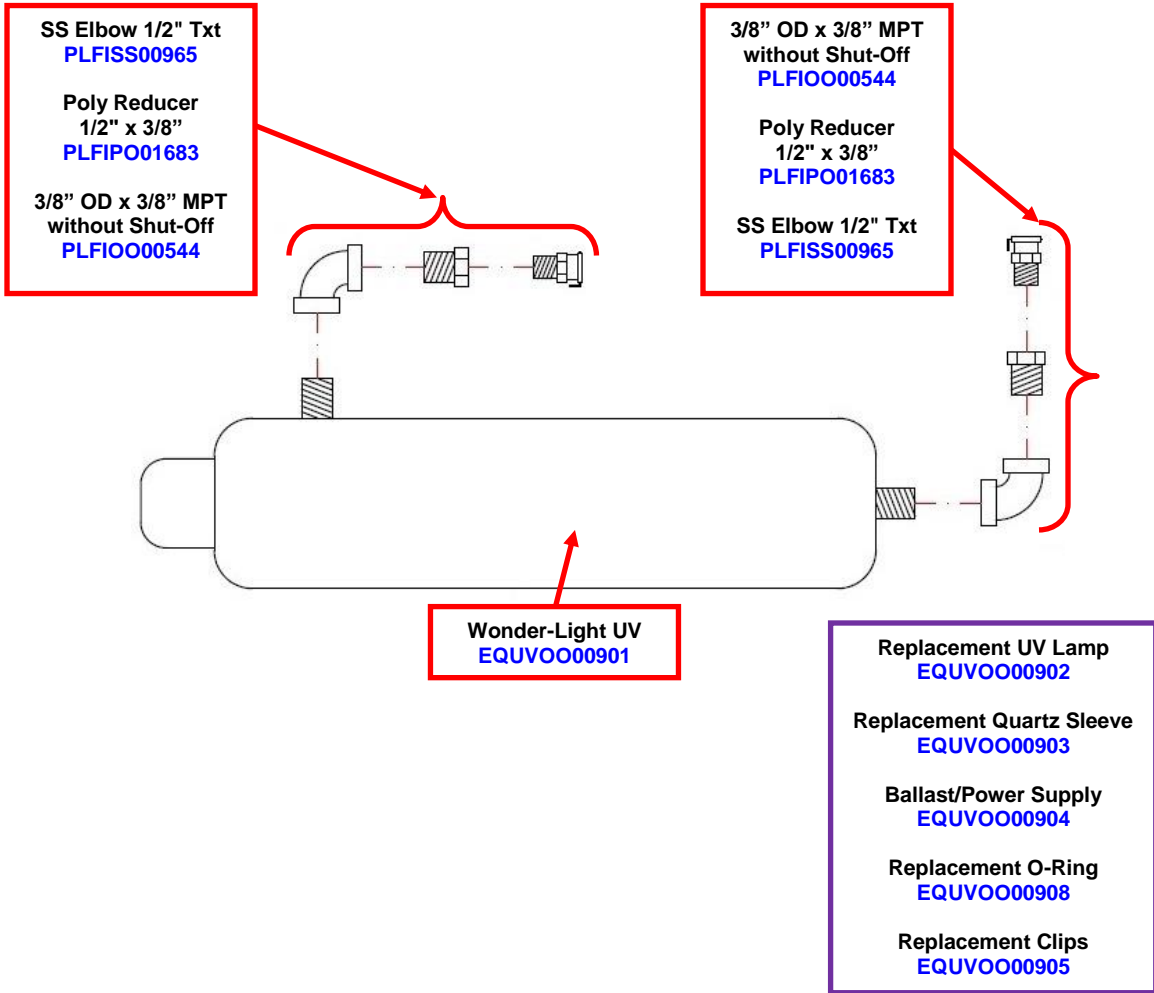 SS Elbow 1/2" Txt
PLFISS00965
Poly Reducer
1/2" x 3/8”
PLFIPO01683
3/8” OD x 3/8” MPT
without Shut-Off
PLFIOO00544
3/8” OD x 3/8” MPT
without Shut-Off
PLFIOO00544
Poly Reducer
1/2" x 3/8”
PLFIPO01683
SS Elbow 1/2" Txt
PLFISS00965
Wonder-Light UV
EQUVOO00901
Replacement UV Lamp
EQUVOO00902
Replacement Quartz Sleeve
EQUVOO00903
Ballast/Power Supply
EQUVOO00904
Replacement O-Ring
EQUVOO00908
Replacement Clips
EQUVOO00905